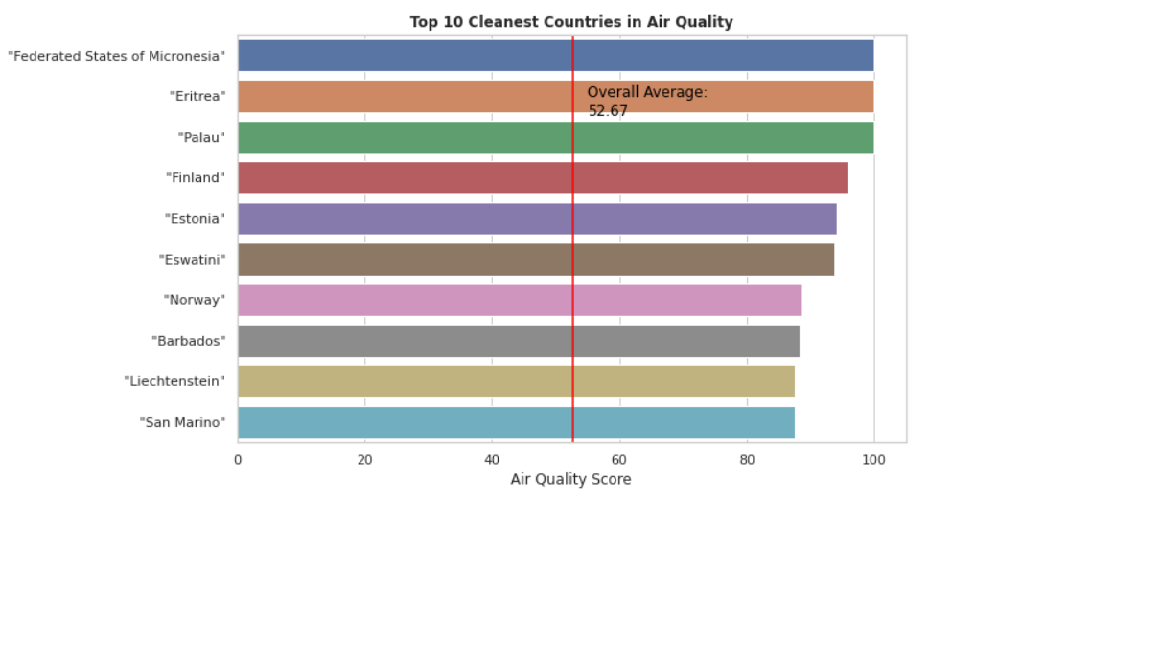 Top 10 Cleanest Countries in Air Quality
"Federated States of Micronesia"
"Eritrea"
Overall Average:
52.67
"Palau"
"Finland"
"Estonia"
"Eswatini"
"Norway"
"Barbados"
"Liechtenstein"
"San Marino"
0 20 40 60 80 100
Air Quality Score